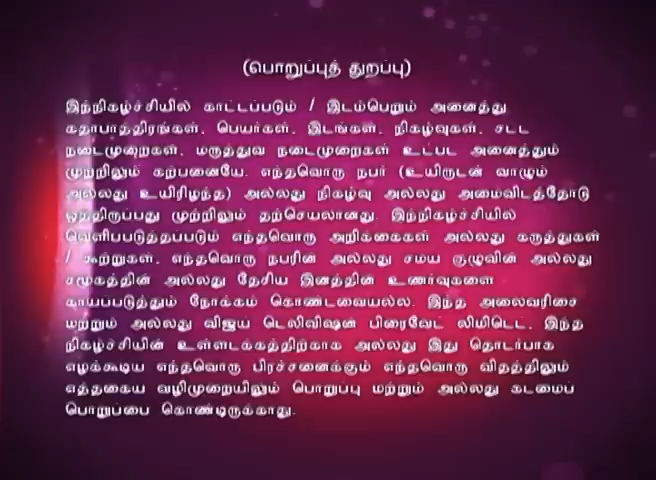 (பொறுப்புத் துறப்பு)
இந்நிகழ்ச்சியில் காட்டப்படும் / இடம்பெறும் அனைத்து
கதாபாத்திரங்கள், பெயர்கள், இடங்கள், நிகழ்வுகள், சட்ட
நடைமுறைகள், மருத்துவ நடைமுறைகள் உட்பட அனைத்தும்
முற்றிலும் கற்பனையே. எந்தவொரு நபர் (உயிருடன் வாழும்
அல்லது உயிரிழந்த) அல்லது நிகழ்வு அல்லது அமைவிடத்தோடு
ஒத்திருப்பது முற்றிலும் தற்செயலானது. இந்நிகழ்ச்சியில்
வெளிப்படுத்தப்படும் எந்தவொரு அறிக்கைகள் அல்லது கருத்துகள்
/ கூற்றுகள், எந்தவொரு நபரின் அல்லது சமய குழுவின் அல்லது
சமூகத்தின் அல்லது தேசிய இனத்தின் உணர்வுகளை
காயப்படுத்தும் நோக்கம் கொண்டவையல்ல. இந்த அலைவரிசை
மற்றும் அல்லது விஜய் டெலிவிஷன் பிரைவேட் லிமிடெட், இந்த
நிகழ்ச்சியின் உள்ளடக்கத்திற்காக அல்லது இது தொடர்பாக
எழக்கூடிய எந்தவொரு பிரச்சனைக்கும் எந்தவொரு விதத்திலும்
எத்தகைய வழிமுறையிலும் பொறுப்பு மற்றும் அல்லது கடமைப்
பொறுப்பை கொண்டிருக்காது.